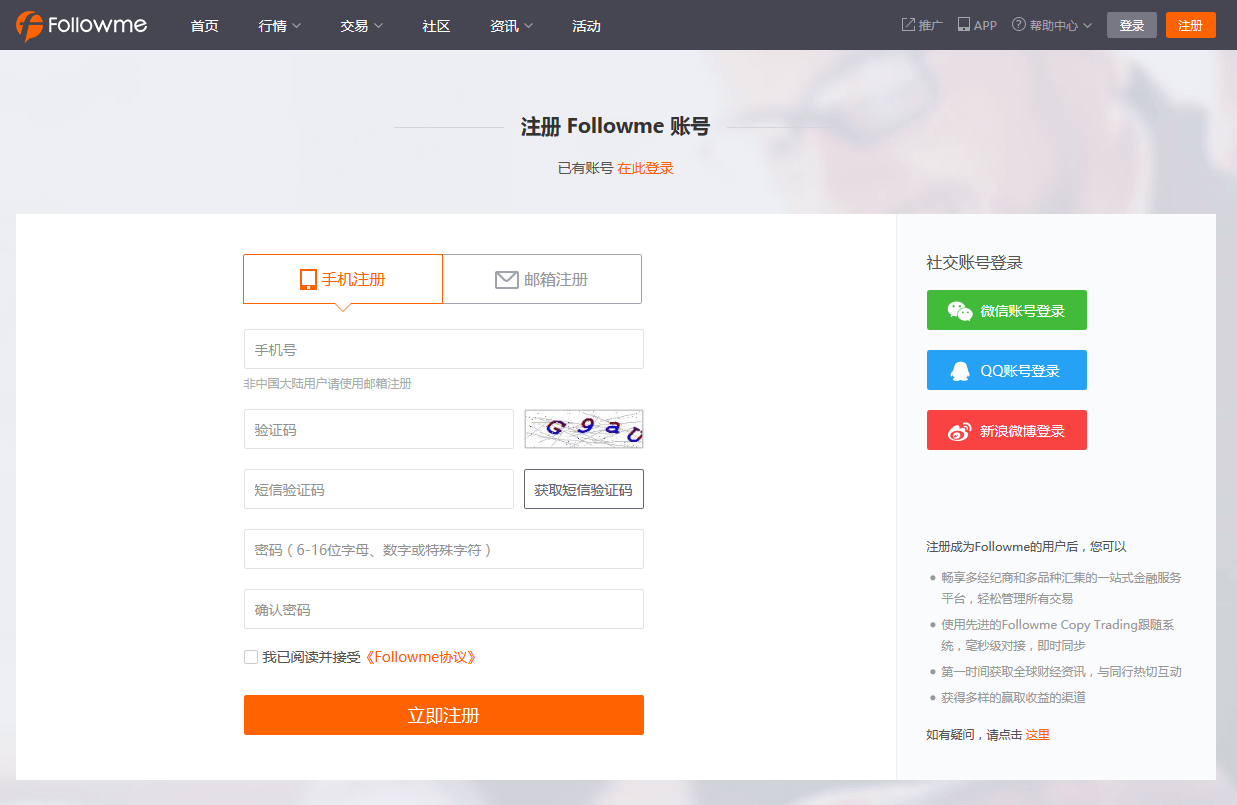 Followme 首页 行情 交易 社区 资讯 活动 推广 APP 帮助中心 登录 注册
注册 Followme 账号
已有账号 在此登录
手机注册 邮箱注册
手机号
非中国大陆用户请使用邮箱注册
验证码 G9aU
短信验证码 获取短信验证码
密码（6-16位字母、数字或特殊字符）
确认密码
我已阅读并接受《Followme协议》
立即注册
社交账号登录
微信账号登录
QQ账号登录
新浪微博登录
注册成为Followme的用户后，您可以
畅享多经纪商和多品种汇集的一站式金融服务
平台，轻松管理所有交易
使用先进的Followme Copy Trading跟随系
统，毫秒级对接，即时同步
第一时间获取全球财经资讯，与同行热切互动
获得多样的赢取收益的渠道
如有疑问，请点击 这里